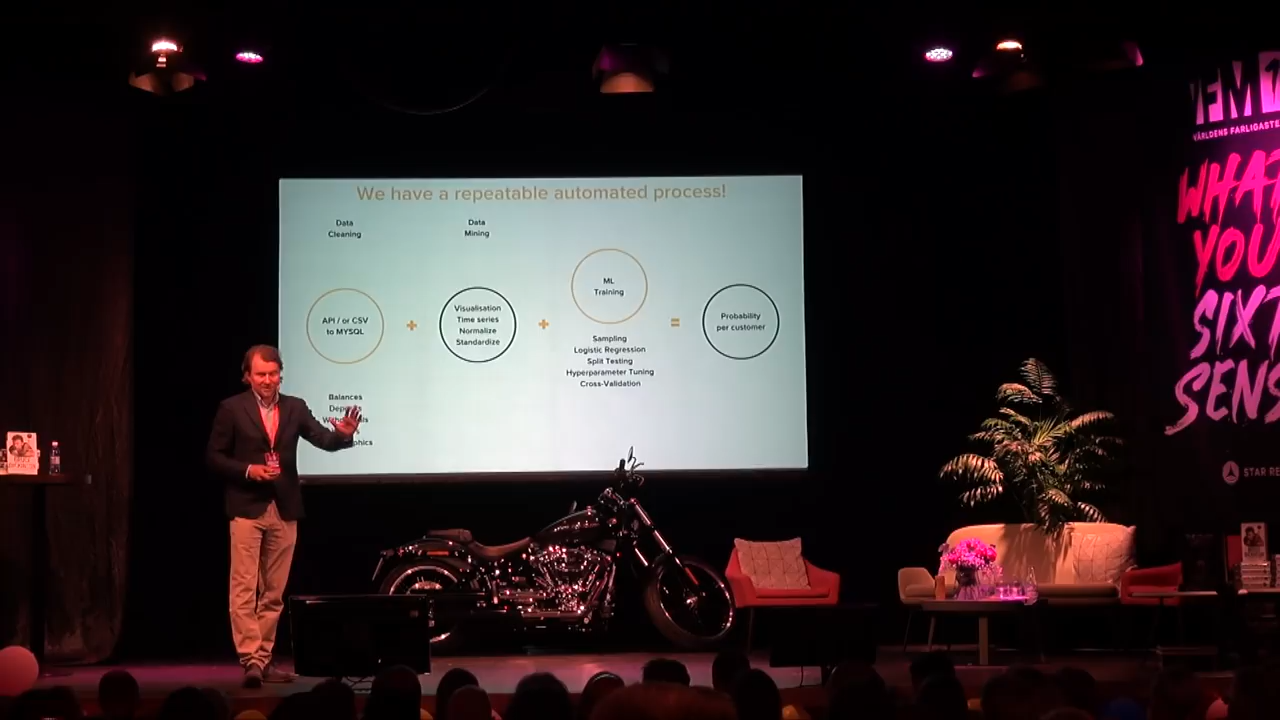 We have a repeatable automated process!
Data
Cleaning
Data
Mining
API / or CSV
to MYSQL
+
Visualisation
Time series
Normalize
Standardize
+
ML
Training
=
Probability
per customer
Sampling
Logistic Regression
Split Testing
Hyperparameter Tuning
Cross-Validation
Balances
VÄRLDENS FARLIGASTE
YOU
SIXT
SENS
STAR RE